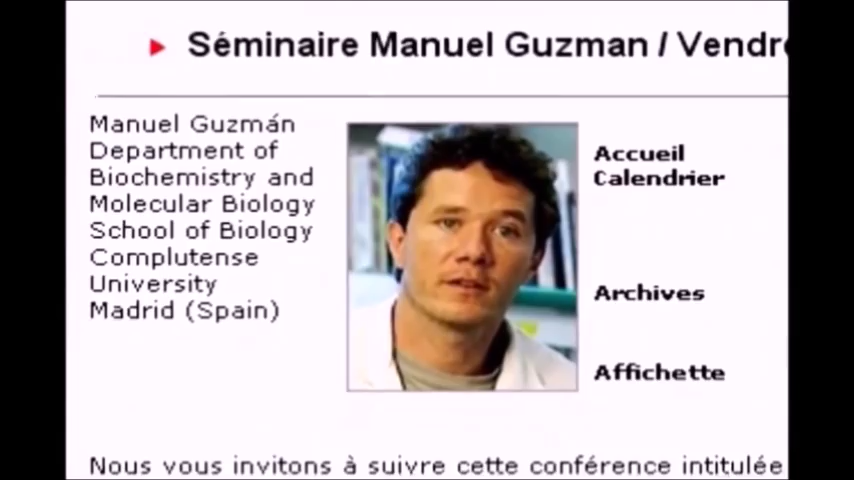 Séminaire Manuel Guzman / Vendre
Manuel Guzmán
Department of
Biochemistry and
Molecular Biology
School of Biology
Complutense
University
Madrid (Spain)
Accueil
Calendrier
Archives
Affichette
Nous vous invitons à suivre cette conférence intitulée